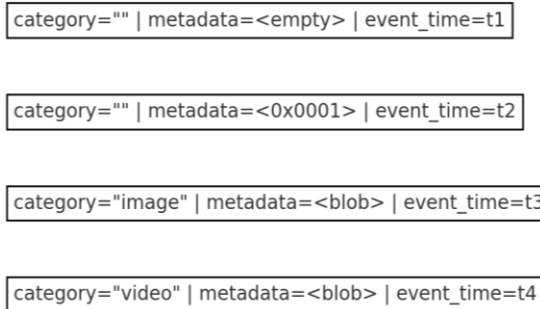 category="" | metadata=<empty> | event_time=t1
category="" | metadata=<0x0001> | event_time=t2
category="image" | metadata=<blob> | event_time=t3
category="video" | metadata=<blob> | event_time=t4